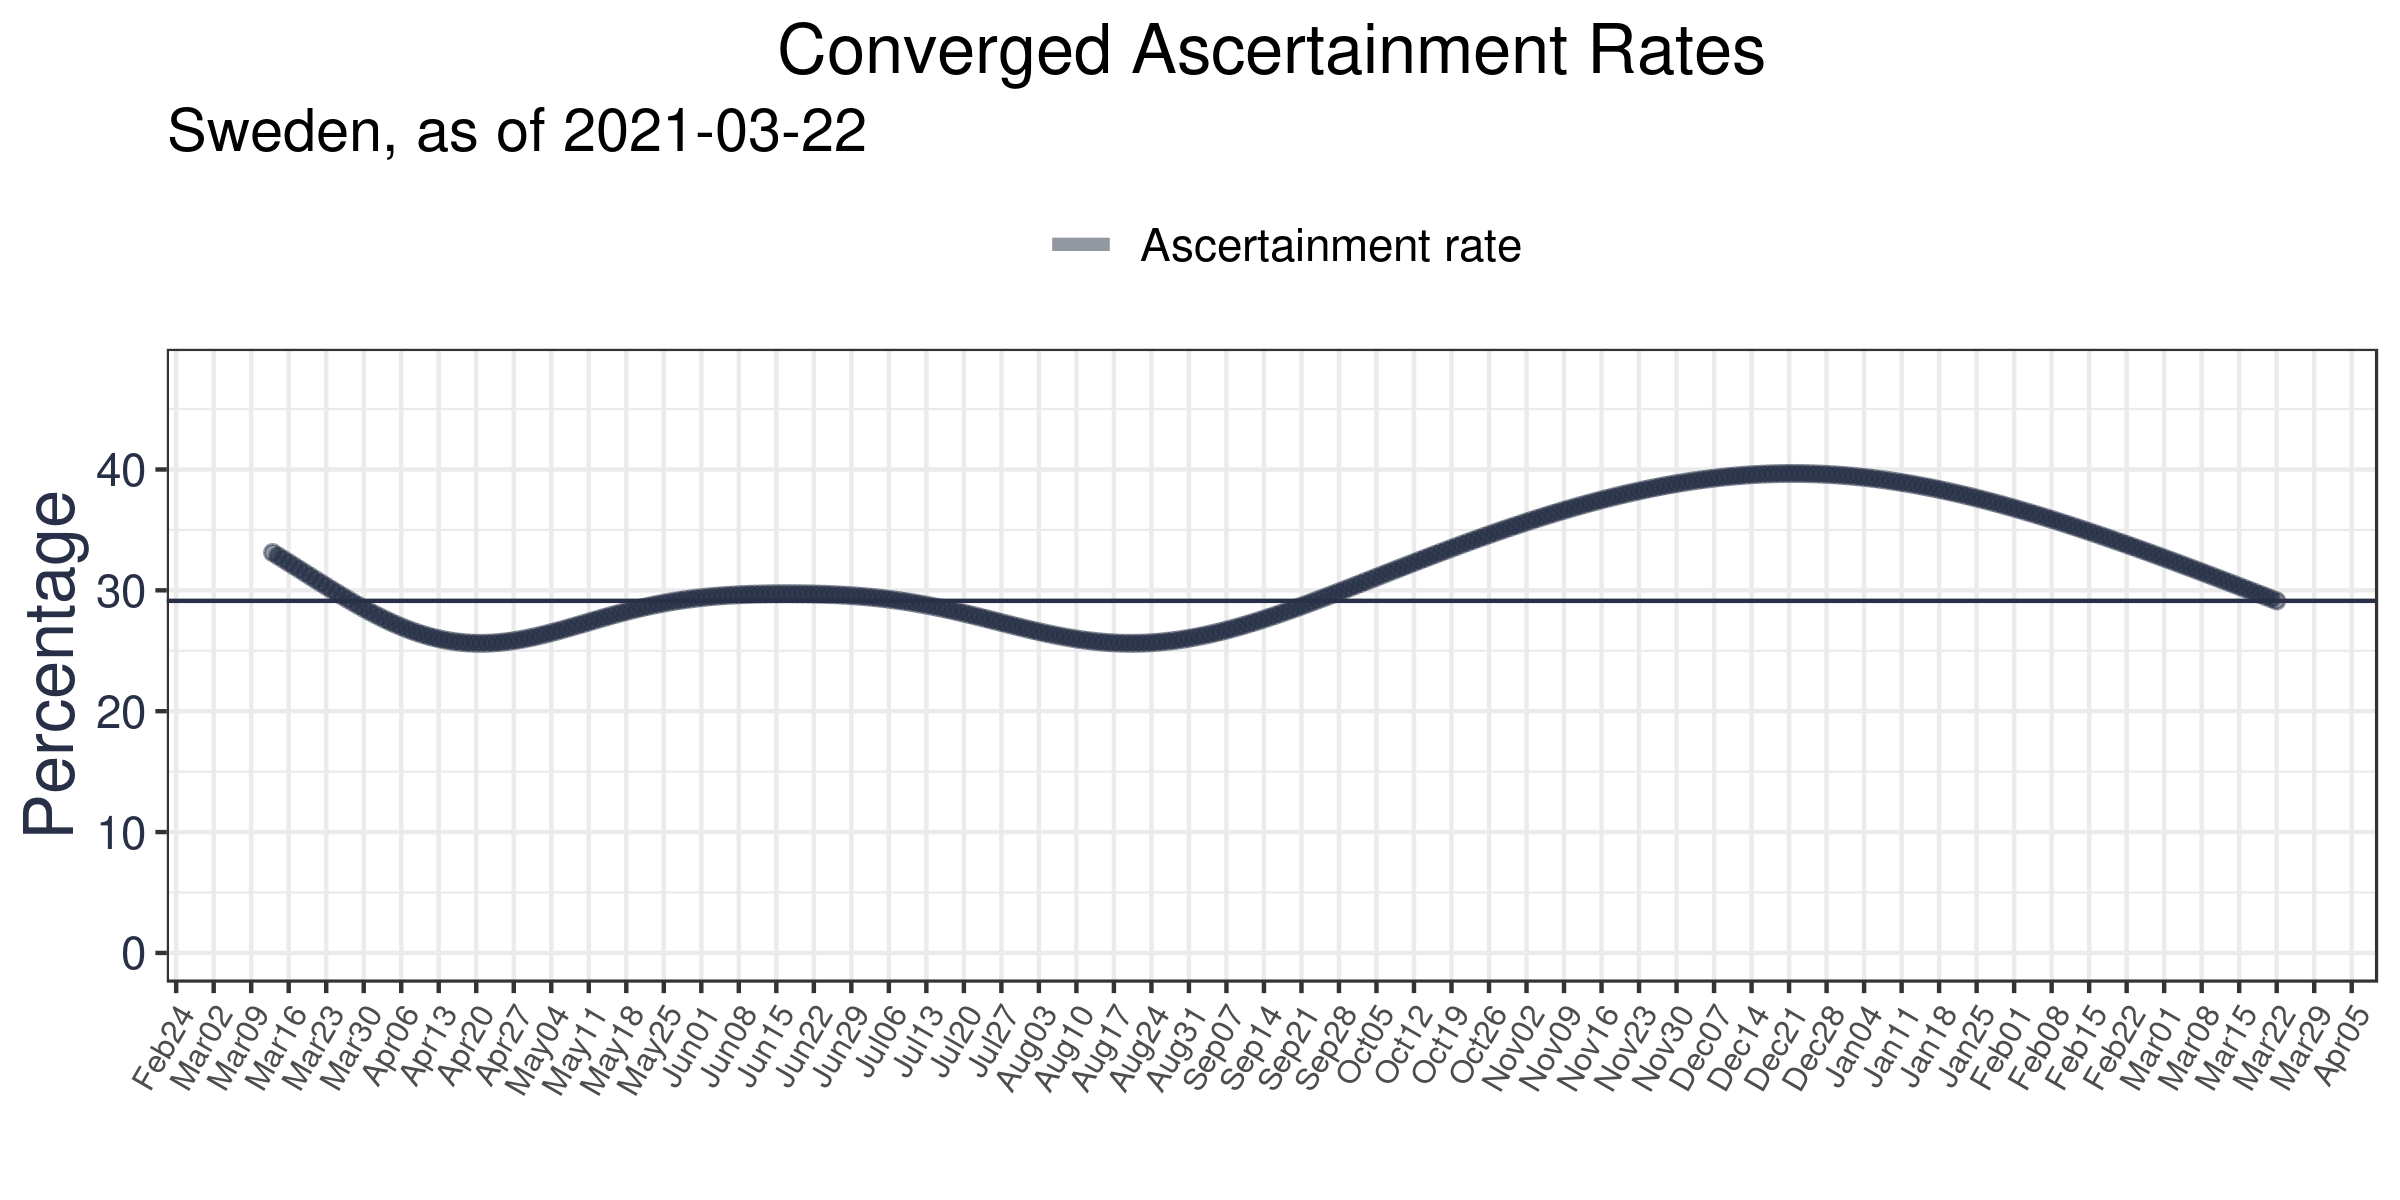 Converged Ascertainment Rates
Sweden, as of 2021-03-22
Ascertainment rate
Percentage
40
30
20
10
0
Feb24 Mar02 Mar09 Mar16 Mar23 Mar30 Apr06 Apr13 Apr20 Apr27 May04 May11 May18 May25 Jun01 Jun08 Jun15 Jun22 Jun29 Jul06 Jul13 Jul20 Jul27 Aug03 Aug10 Aug17 Aug24 Aug31 Sep07 Sep14 Sep21 Sep28 Oct05 Oct12 Oct19 Oct26 Nov02 Nov09 Nov16 Nov23 Nov30 Dec07 Dec14 Dec21 Dec28 Jan04 Jan11 Jan18 Jan25 Feb01 Feb08 Feb15 Feb22 Mar01 Mar08 Mar15 Mar22 Mar29 Apr05